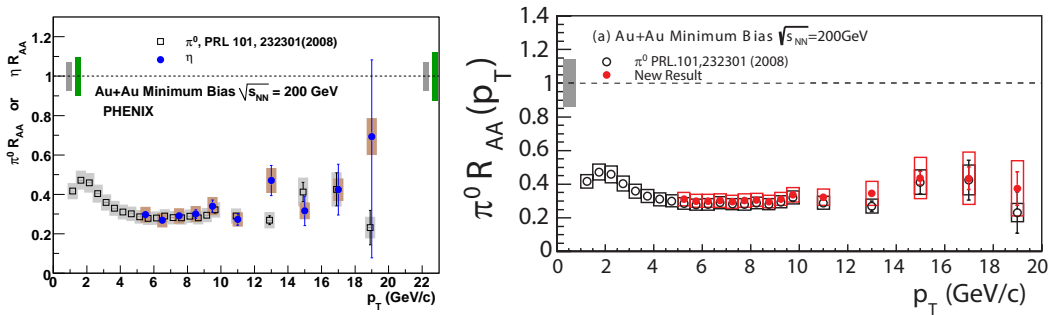 π⁰ R_AA or η R_AA
1.2
1
0.8
0.6
0.4
0.2
0
π⁰, PRL 101, 232301(2008)
η
Au+Au Minimum Bias √s_NN = 200 GeV
PHENIX
0 2 4 6 8 10 12 14 16 18 20 22
p_T (GeV/c)
π⁰ R_AA(p_T)
1.4
1.2
1
0.8
0.6
0.4
0.2
0
(a) Au+Au Minimum Bias √s_NN=200GeV
π⁰ PRL.101,232301 (2008)
New Result
0 2 4 6 8 10 12 14 16 18 20
p_T (GeV/c)